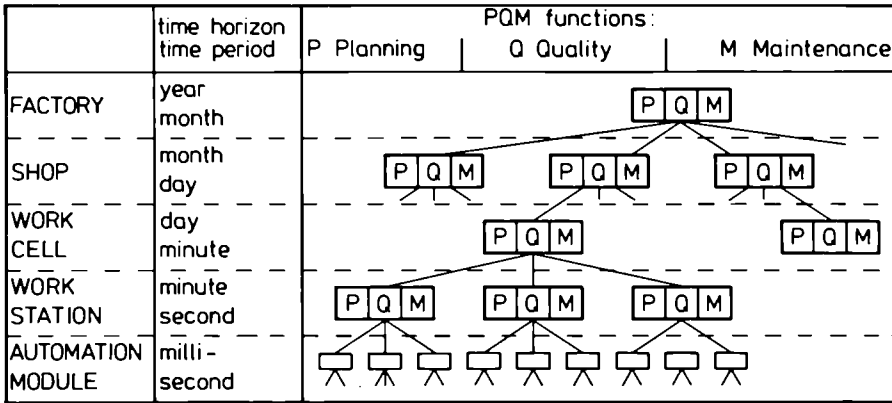 PQM functions:
time horizon
time period
P Planning
Q Quality
M Maintenance
FACTORY
year
month
P Q M
SHOP
month
day
P Q M
P Q M
P Q M
WORK
CELL
day
minute
P Q M
P Q M
WORK
STATION
minute
second
P Q M
P Q M
P Q M
AUTOMATION
MODULE
milli-
second